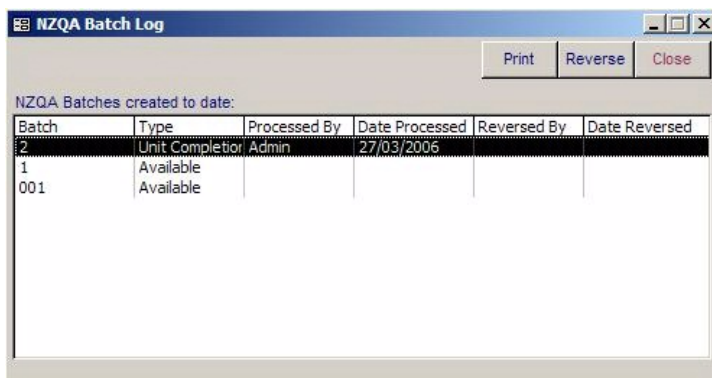 NZQA Batch Log
Print Reverse Close
NZQA Batches created to date:
Batch Type Processed By Date Processed Reversed By Date Reversed
2 Unit Completion Admin 27/03/2006
1 Available
001 Available